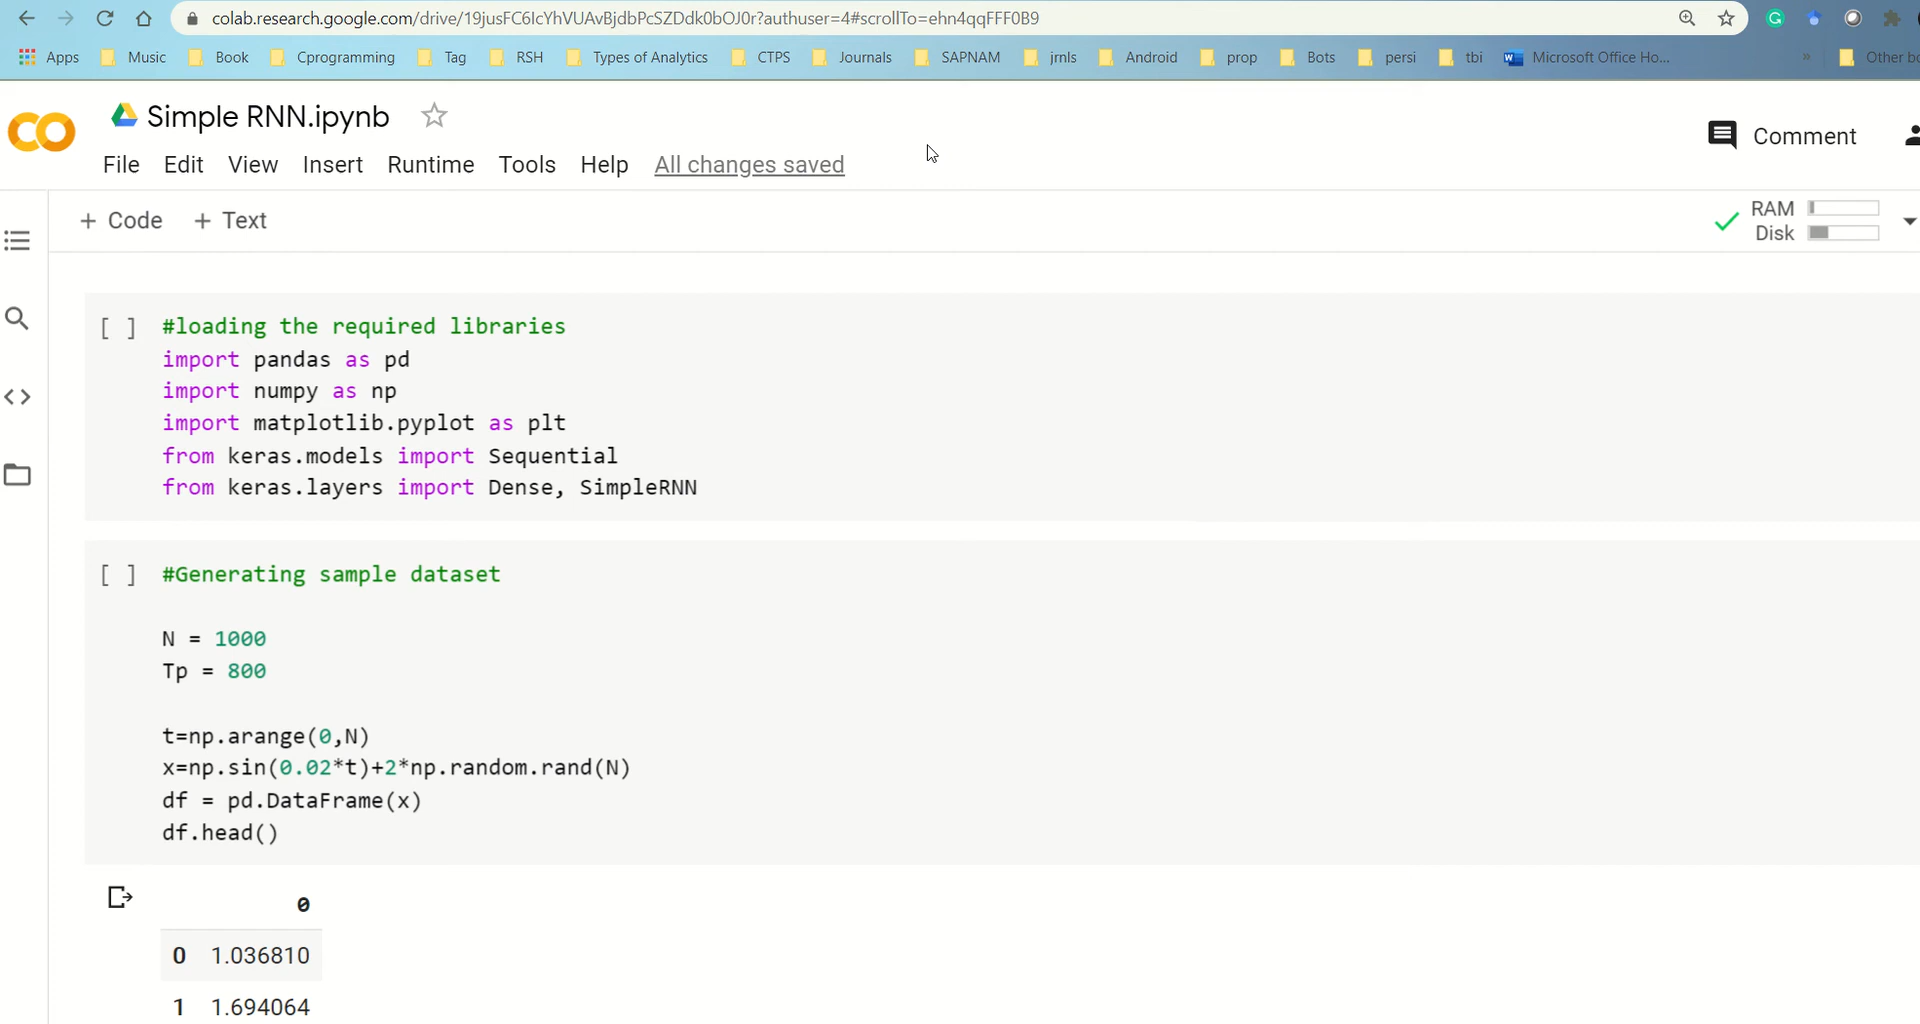 colab.research.google.com/drive/19jusFC6IcYhVUAvBjdbPcSZDdk0bOJ0r?authuser=4#scrollTo=ehn4qqFFF0B9
Apps Music Book Cprogramming Tag RSH Types of Analytics CTPS Journals SAPNAM jrnls Android prop Bots persi tbi Microsoft Office Ho... » Other bo
Simple RNN.ipynb
Comment
File Edit View Insert Runtime Tools Help All changes saved
+ Code + Text
RAM
Disk
[ ] #loading the required libraries
import pandas as pd
import numpy as np
import matplotlib.pyplot as plt
from keras.models import Sequential
from keras.layers import Dense, SimpleRNN
[ ] #Generating sample dataset
N = 1000
Tp = 800
t=np.arange(0,N)
x=np.sin(0.02*t)+2*np.random.rand(N)
df = pd.DataFrame(x)
df.head()
0
0 1.036810
1 1.694064